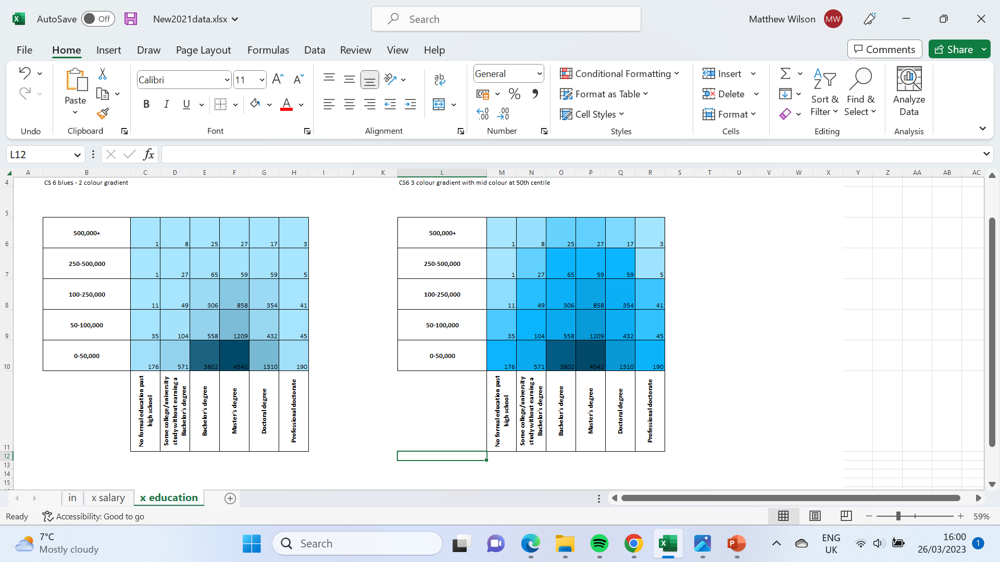 AutoSave Off New2021data.xlsx Search Matthew Wilson MW
File Home Insert Draw Page Layout Formulas Data Review View Help Comments Share
Calibri 11 General Conditional Formatting Insert
Paste B I U Format as Table Delete Sort & Filter Find & Select Analyze Data
Cell Styles Format
Undo Clipboard Font Alignment Number Styles Cells Editing Analysis
L12 fx
A B C D E F G H I J K L M N O P Q R S T U V W X Y Z AA AB AC
4 CS 6 blues - 2 colour gradient CS6 3 colour gradient with mid colour at 50th centile
5
6 500,000+ 1 8 25 27 17 3 500,000+ 1 8 25 27 17 3
7 250-500,000 1 27 65 59 59 5 250-500,000 1 27 65 59 59 5
8 100-250,000 11 49 306 858 354 41 100-250,000 11 49 306 858 354 41
9 50-100,000 35 104 558 1209 432 45 50-100,000 35 104 558 1209 432 45
10 0-50,000 176 571 3802 4542 1310 190 0-50,000 176 571 3802 4542 1310 190
No formal education past high school
Some college/university study without earning a Bachelor's degree
Bachelor's degree
Master's degree
Doctoral degree
Professional doctorate
No formal education past high school
Some college/university study without earning a Bachelor's degree
Bachelor's degree
Master's degree
Doctoral degree
Professional doctorate
11
12
13
14
15
in x salary x education
Ready Accessibility: Good to go 59%
7°C
Mostly cloudy
Search
ENG
UK
16:00
26/03/2023
1